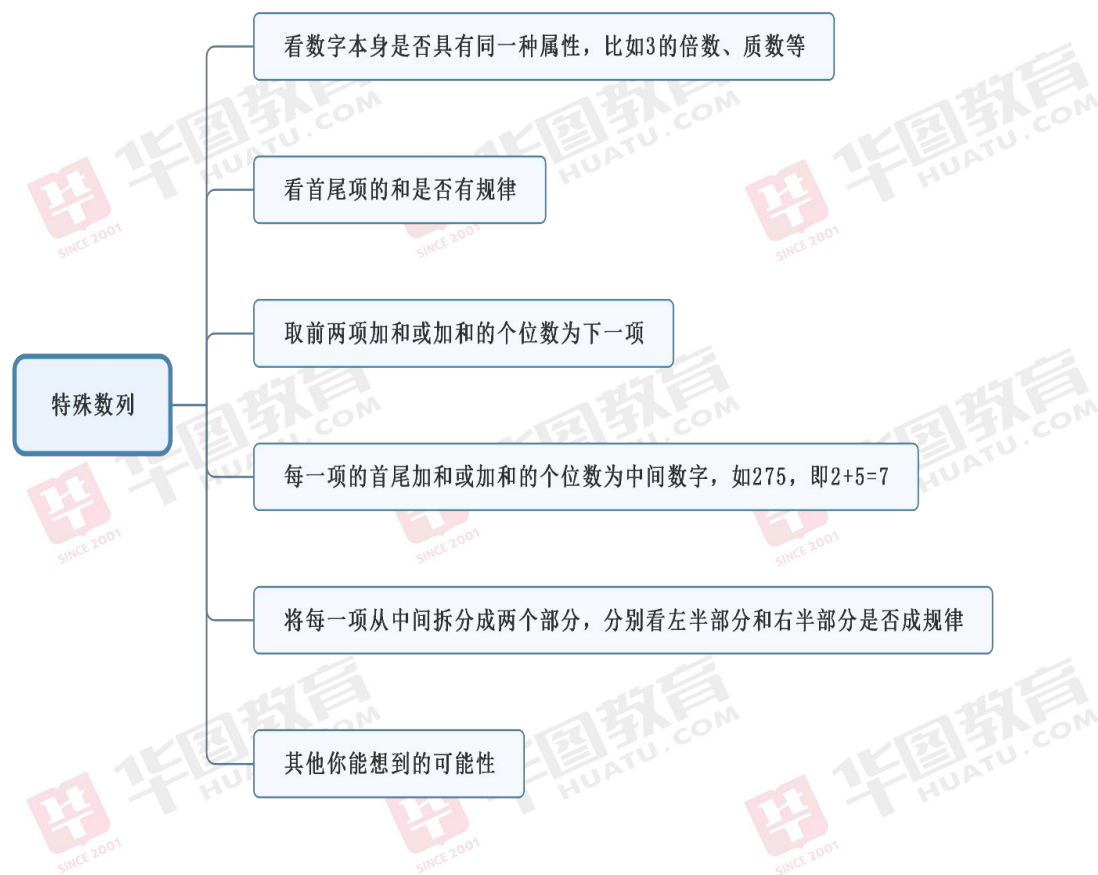 看数字本身是否具有同一种属性，比如3的倍数、质数等
看首尾项的和是否有规律
取前两项加和或加和的个位数为下一项
特殊数列
每一项的首尾加和或加和的个位数为中间数字，如275，即2+5=7
将每一项从中间拆分成两个部分，分别看左半部分和右半部分是否成规律
其他你能想到的可能性
华图教育
HUATU.COM
SINCE 2001